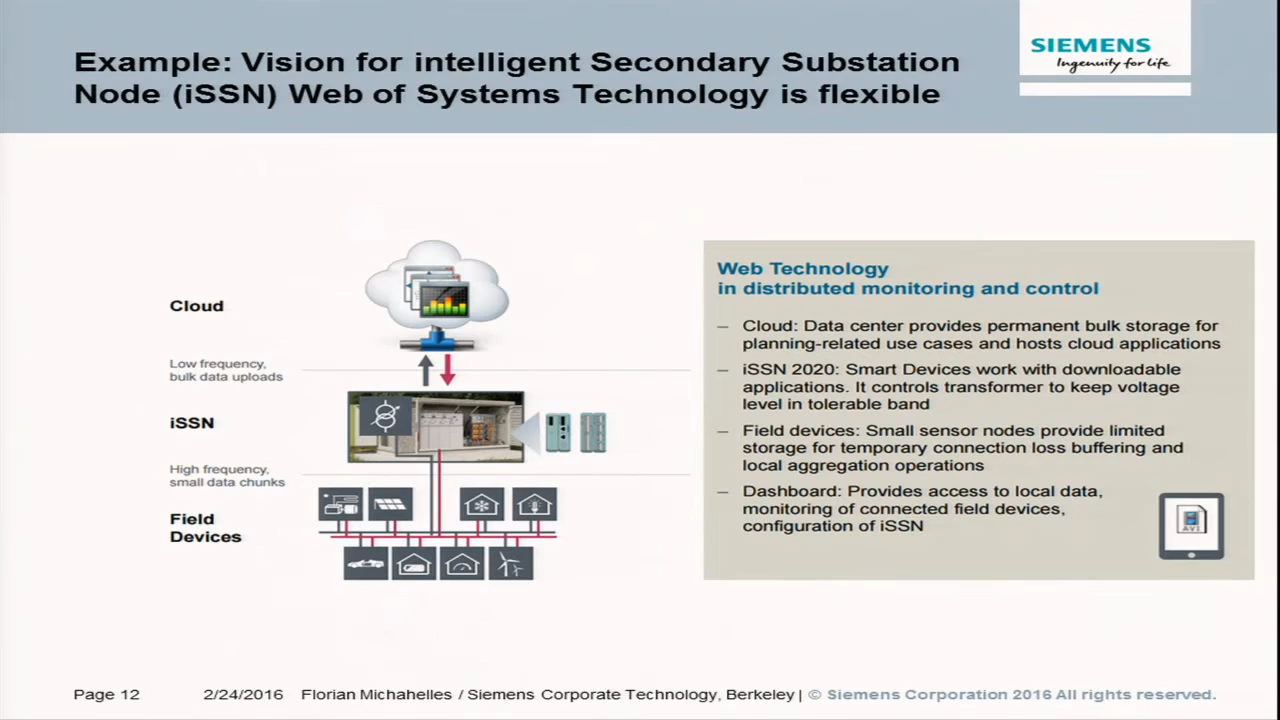 Example: Vision for intelligent Secondary Substation
Node (iSSN) Web of Systems Technology is flexible
SIEMENS
Ingenuity for life
Cloud
Low frequency,
bulk data uploads
iSSN
High frequency,
small data chunks
Field
Devices
Web Technology
in distributed monitoring and control
– Cloud: Data center provides permanent bulk storage for
planning-related use cases and hosts cloud applications
– iSSN 2020: Smart Devices work with downloadable
applications. It controls transformer to keep voltage
level in tolerable band
– Field devices: Small sensor nodes provide limited
storage for temporary connection loss buffering and
local aggregation operations
– Dashboard: Provides access to local data,
monitoring of connected field devices,
configuration of iSSN
AVI
Page 12 2/24/2016 Florian Michahelles / Siemens Corporate Technology, Berkeley | © Siemens Corporation 2016 All rights reserved.